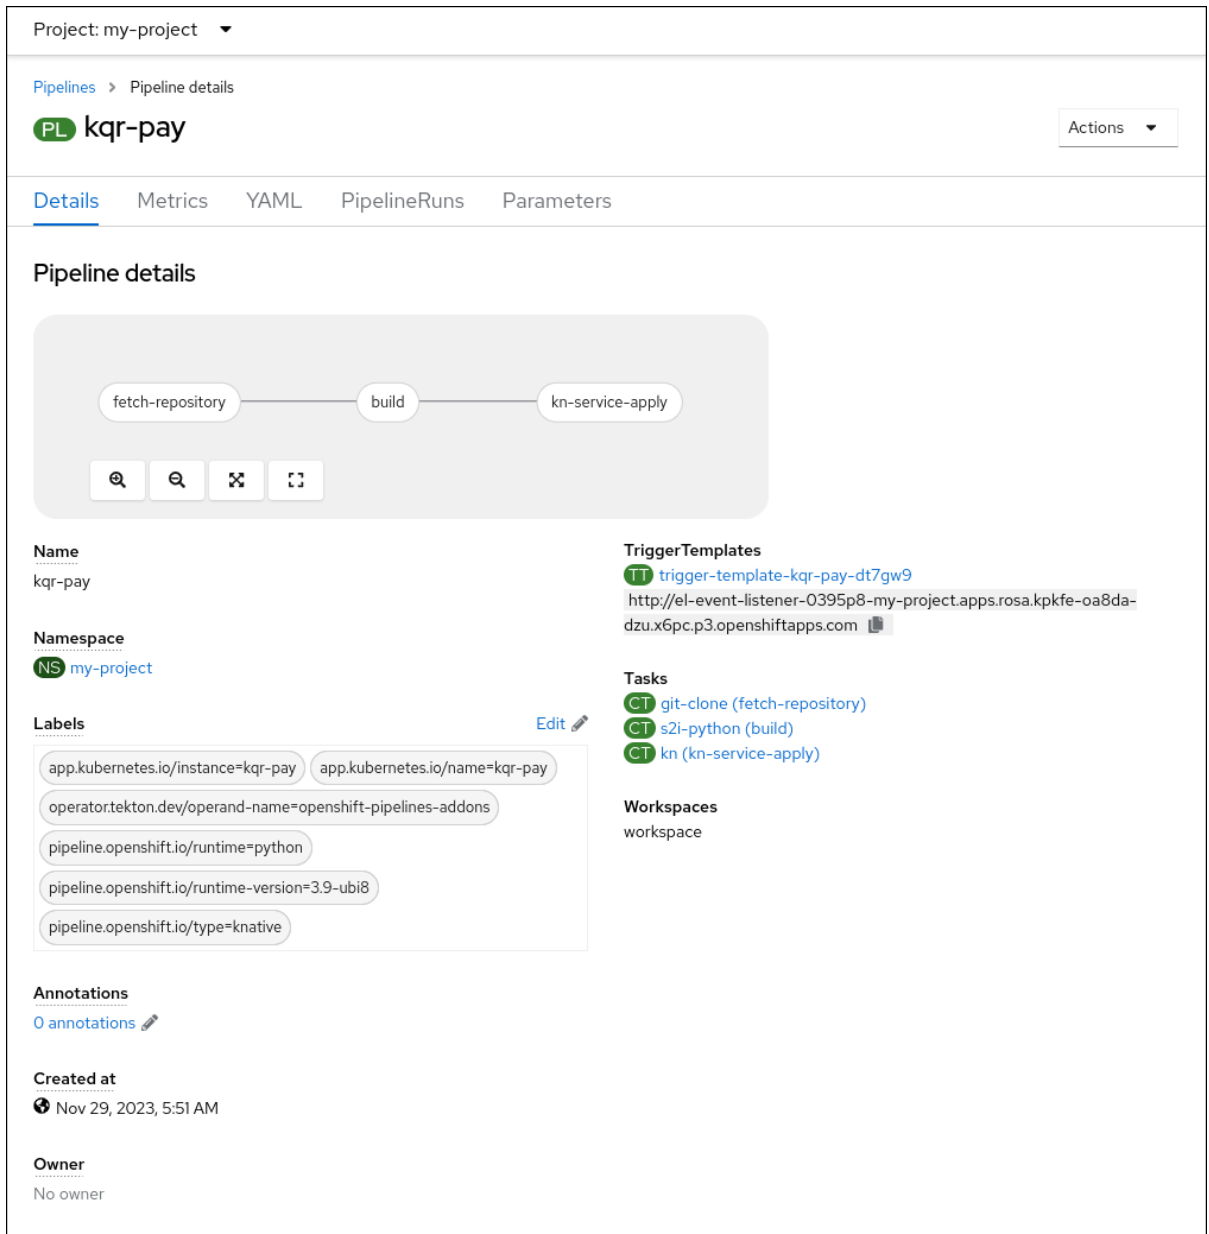 Project: my-project
Pipelines > Pipeline details
PL kqr-pay
Actions
Details Metrics YAML PipelineRuns Parameters
Pipeline details
fetch-repository build kn-service-apply
Name
kqr-pay
Namespace
NS my-project
Labels Edit
app.kubernetes.io/instance=kqr-pay app.kubernetes.io/name=kqr-pay
operator.tekton.dev/operand-name=openshift-pipelines-addons
pipeline.openshift.io/runtime=python
pipeline.openshift.io/runtime-version=3.9-ubi8
pipeline.openshift.io/type=knative
Annotations
0 annotations
Created at
Nov 29, 2023, 5:51 AM
Owner
No owner
TriggerTemplates
TT trigger-template-kqr-pay-dt7gw9
http://el-event-listener-0395p8-my-project.apps.rosa.kpkfe-oa8da-
dzu.x6pc.p3.openshiftapps.com
Tasks
CT git-clone (fetch-repository)
CT s2i-python (build)
CT kn (kn-service-apply)
Workspaces
workspace